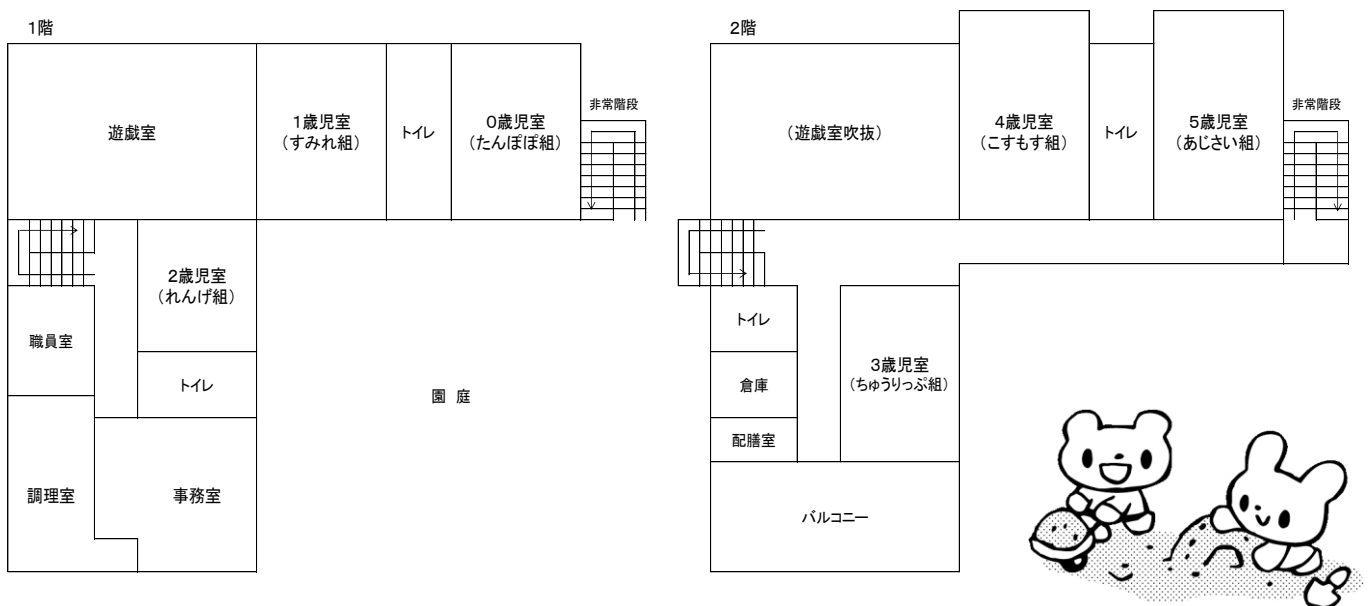 1階
遊戯室
1歳児室
（すみれ組）
トイレ
0歳児室
（たんぽぽ組）
非常階段
2歳児室
（れんげ組）
職員室
トイレ
園 庭
調理室
事務室
2階
（遊戯室吹抜）
4歳児室
（こすもす組）
トイレ
5歳児室
（あじさい組）
非常階段
トイレ
倉庫
配膳室
3歳児室
（ちゅうりっぷ組）
バルコニー